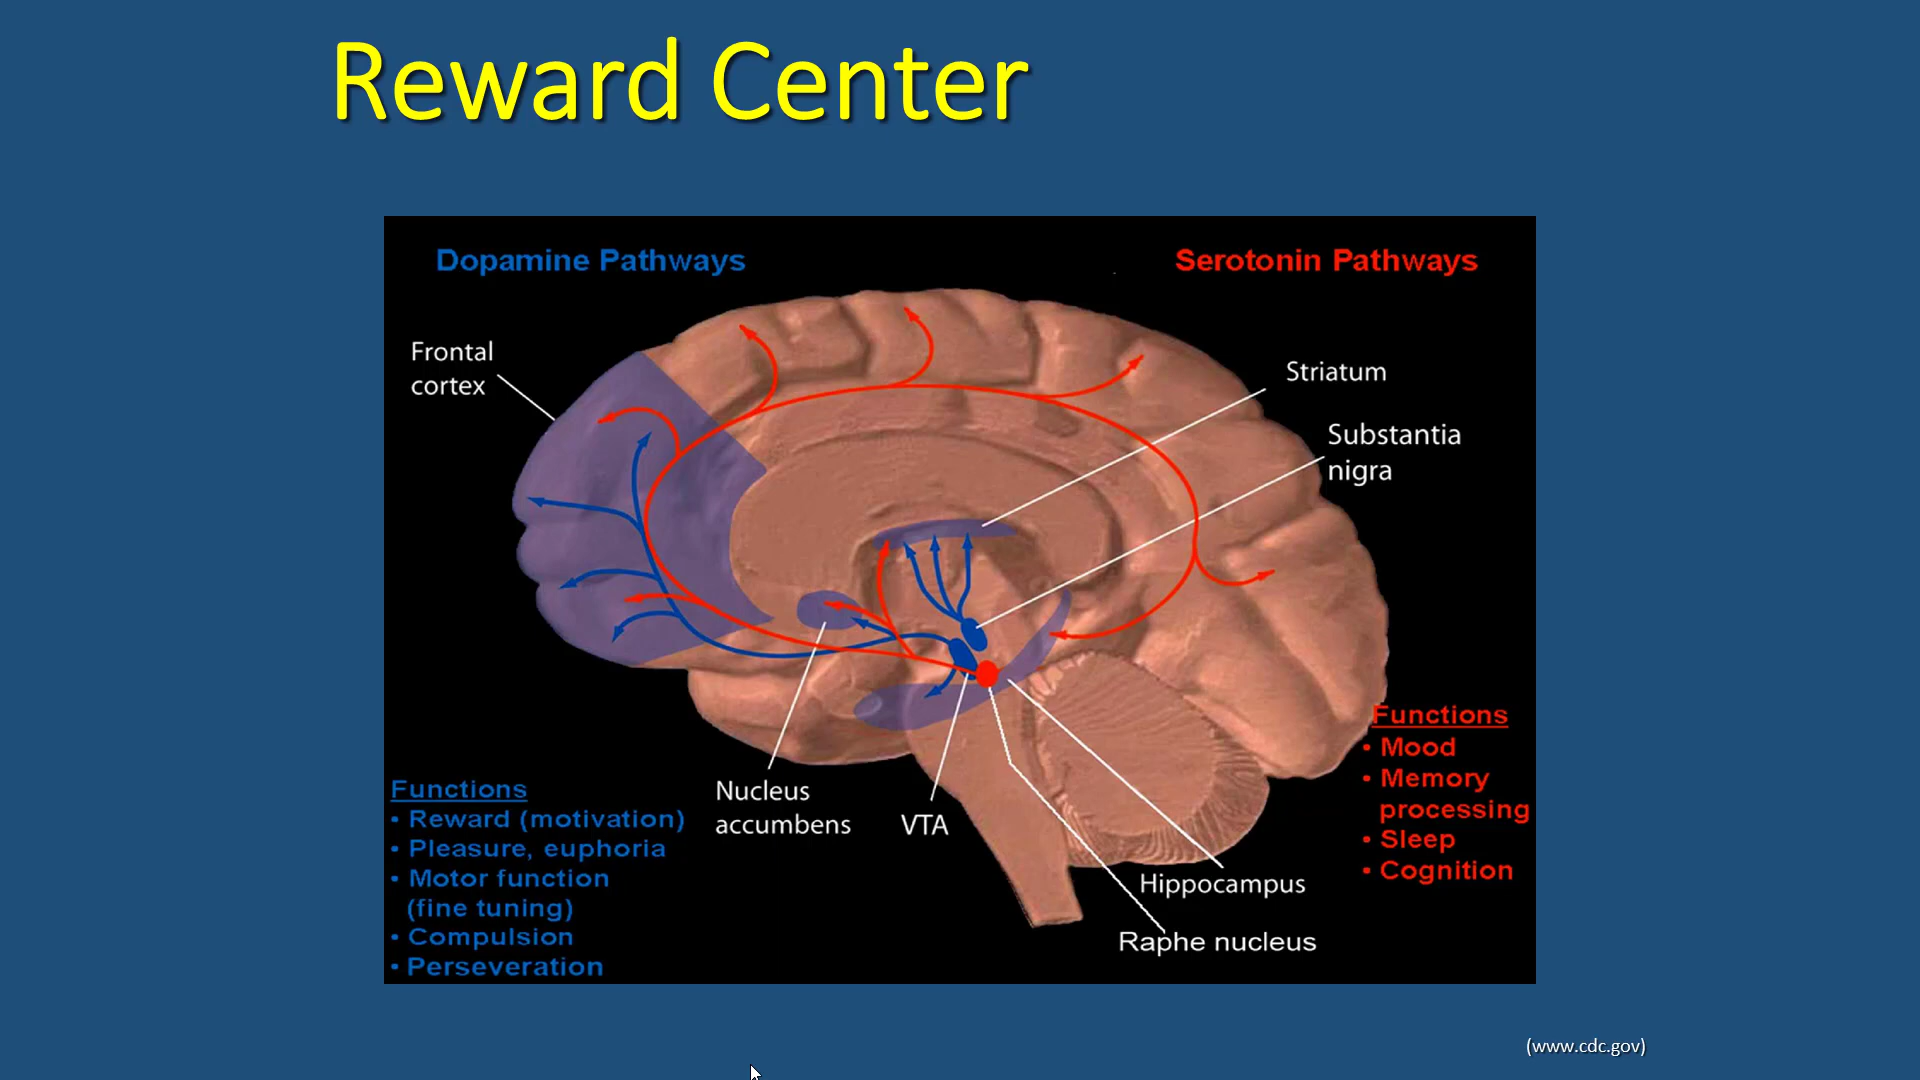 Reward Center
Dopamine Pathways
Serotonin Pathways
Frontal
cortex
Striatum
Substantia
nigra
Functions
• Mood
• Memory
processing
• Sleep
• Cognition
Functions
• Reward (motivation)
• Pleasure, euphoria
• Motor function
(fine tuning)
• Compulsion
• Perseveration
Nucleus
accumbens
VTA
Hippocampus
Raphe nucleus
(www.cdc.gov)